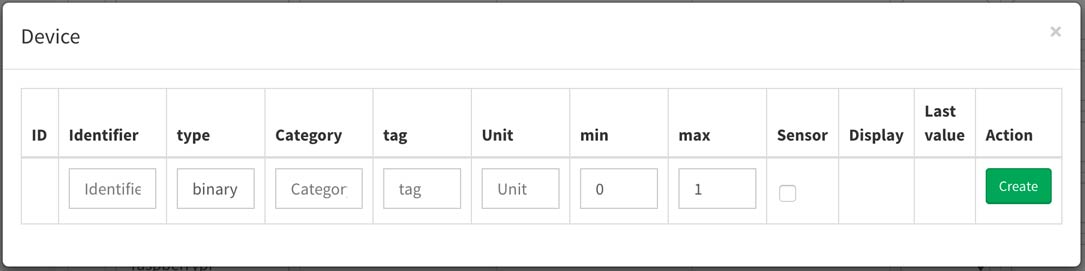 Device ×
ID Identifier type Category tag Unit min max Sensor Display Last value Action
Identifie binary Categor tag Unit 0 1 Create
raspberrypi